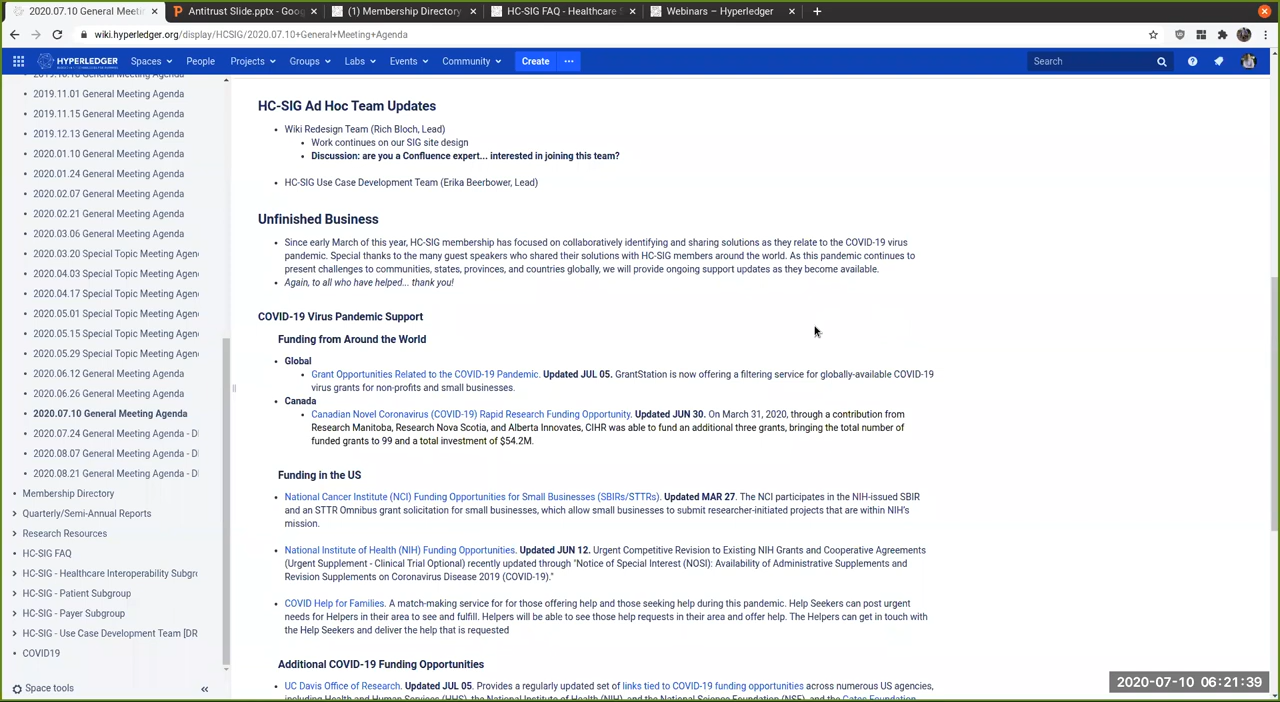 2020.07.10 General Meeti
Antitrust Slide.pptx - Goog
(1) Membership Directory
HC-SIG FAQ - Healthcare S
Webinars – Hyperledger
wiki.hyperledger.org/display/HCSIG/2020.07.10+General+Meeting+Agenda
HYPERLEDGER
Spaces
People
Projects
Groups
Labs
Events
Community
Create
Search
2019.10.18 General Meeting Agenda
2019.11.01 General Meeting Agenda
2019.11.15 General Meeting Agenda
2019.12.13 General Meeting Agenda
2020.01.10 General Meeting Agenda
2020.01.24 General Meeting Agenda
2020.02.07 General Meeting Agenda
2020.02.21 General Meeting Agenda
2020.03.06 General Meeting Agenda
2020.03.20 Special Topic Meeting Agen
2020.04.03 Special Topic Meeting Agen
2020.04.17 Special Topic Meeting Agen
2020.05.01 Special Topic Meeting Agen
2020.05.15 Special Topic Meeting Agen
2020.05.29 Special Topic Meeting Agen
2020.06.12 General Meeting Agenda
2020.06.26 General Meeting Agenda
2020.07.10 General Meeting Agenda
2020.07.24 General Meeting Agenda - D
2020.08.07 General Meeting Agenda - D
2020.08.21 General Meeting Agenda - D
Membership Directory
Quarterly/Semi-Annual Reports
Research Resources
HC-SIG FAQ
HC-SIG - Healthcare Interoperability Subgr
HC-SIG - Patient Subgroup
HC-SIG - Payer Subgroup
HC-SIG - Use Case Development Team [DR
COVID19
Space tools
HC-SIG Ad Hoc Team Updates
Wiki Redesign Team (Rich Bloch, Lead)
Work continues on our SIG site design
Discussion: are you a Confluence expert... interested in joining this team?
HC-SIG Use Case Development Team (Erika Beerbower, Lead)
Unfinished Business
Since early March of this year, HC-SIG membership has focused on collaboratively identifying and sharing solutions as they relate to the COVID-19 virus
pandemic. Special thanks to the many guest speakers who shared their solutions with HC-SIG members around the world. As this pandemic continues to
present challenges to communities, states, provinces, and countries globally, we will provide ongoing support updates as they become available.
Again, to all who have helped... thank you!
COVID-19 Virus Pandemic Support
Funding from Around the World
Global
Grant Opportunities Related to the COVID-19 Pandemic. Updated JUL 05. GrantStation is now offering a filtering service for globally-available COVID-19
virus grants for non-profits and small businesses.
Canada
Canadian Novel Coronavirus (COVID-19) Rapid Research Funding Opportunity. Updated JUN 30. On March 31, 2020, through a contribution from
Research Manitoba, Research Nova Scotia, and Alberta Innovates, CIHR was able to fund an additional three grants, bringing the total number of
funded grants to 99 and a total investment of $54.2M.
Funding in the US
National Cancer Institute (NCI) Funding Opportunities for Small Businesses (SBIRs/STTRs). Updated MAR 27. The NCI participates in the NIH-issued SBIR
and an STTR Omnibus grant solicitation for small businesses, which allow small businesses to submit researcher-initiated projects that are within NIH's
mission.
National Institute of Health (NIH) Funding Opportunities. Updated JUN 12. Urgent Competitive Revision to Existing NIH Grants and Cooperative Agreements
(Urgent Supplement - Clinical Trial Optional) recently updated through "Notice of Special Interest (NOSI): Availability of Administrative Supplements and
Revision Supplements on Coronavirus Disease 2019 (COVID-19)."
COVID Help for Families. A match-making service for for those offering help and those seeking help during this pandemic. Help Seekers can post urgent
needs for Helpers in their area to see and fulfill. Helpers will be able to see those help requests in their area and offer help. The Helpers can get in touch with
the Help Seekers and deliver the help that is requested
Additional COVID-19 Funding Opportunities
UC Davis Office of Research. Updated JUL 05. Provides a regularly updated set of links tied to COVID-19 funding opportunities across numerous US agencies,
including Health and Human Services (HHS), the National Institute of Health (NIH), and the National Science Foundation (NSF), and the Gates Foundation
2020-07-10 06:21:39